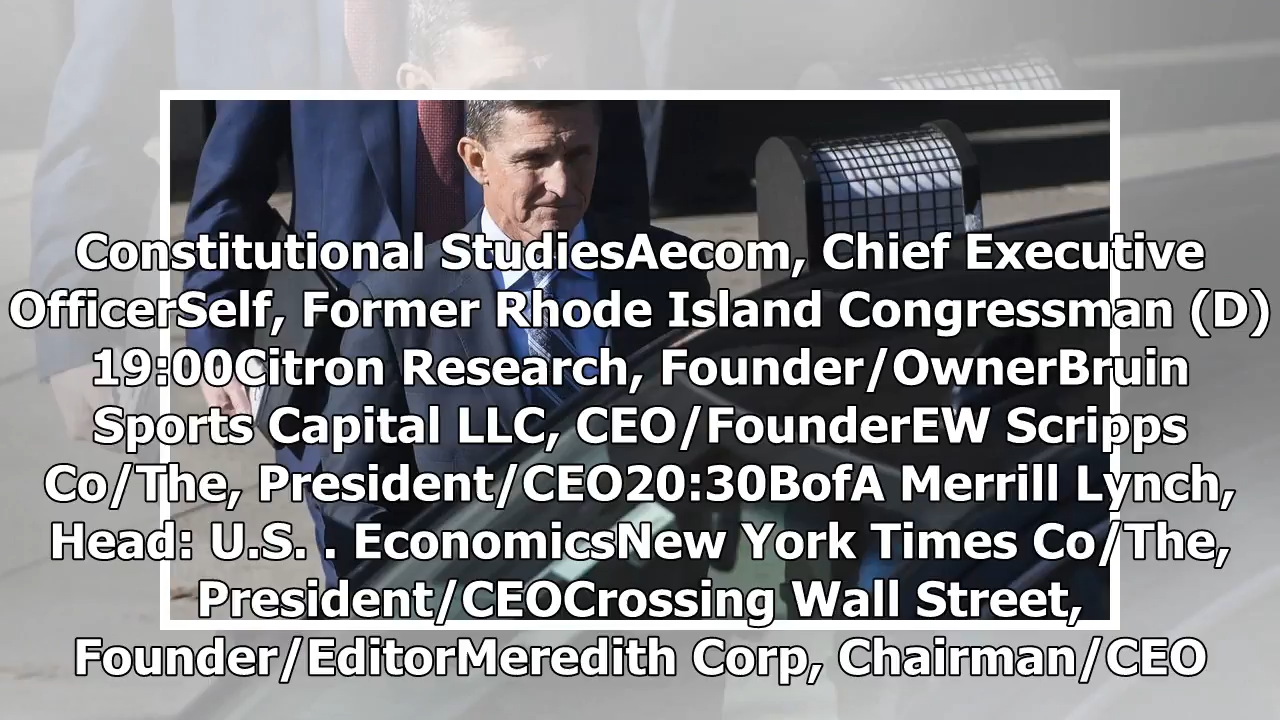 Constitutional StudiesAecom, Chief Executive
OfficerSelf, Former Rhode Island Congressman (D)
19:00Citron Research, Founder/OwnerBruin
Sports Capital LLC, CEO/FounderEW Scripps
Co/The, President/CEO20:30BofA Merrill Lynch,
Head: U.S. . EconomicsNew York Times Co/The,
President/CEOCrossing Wall Street,
Founder/EditorMeredith Corp, Chairman/CEO